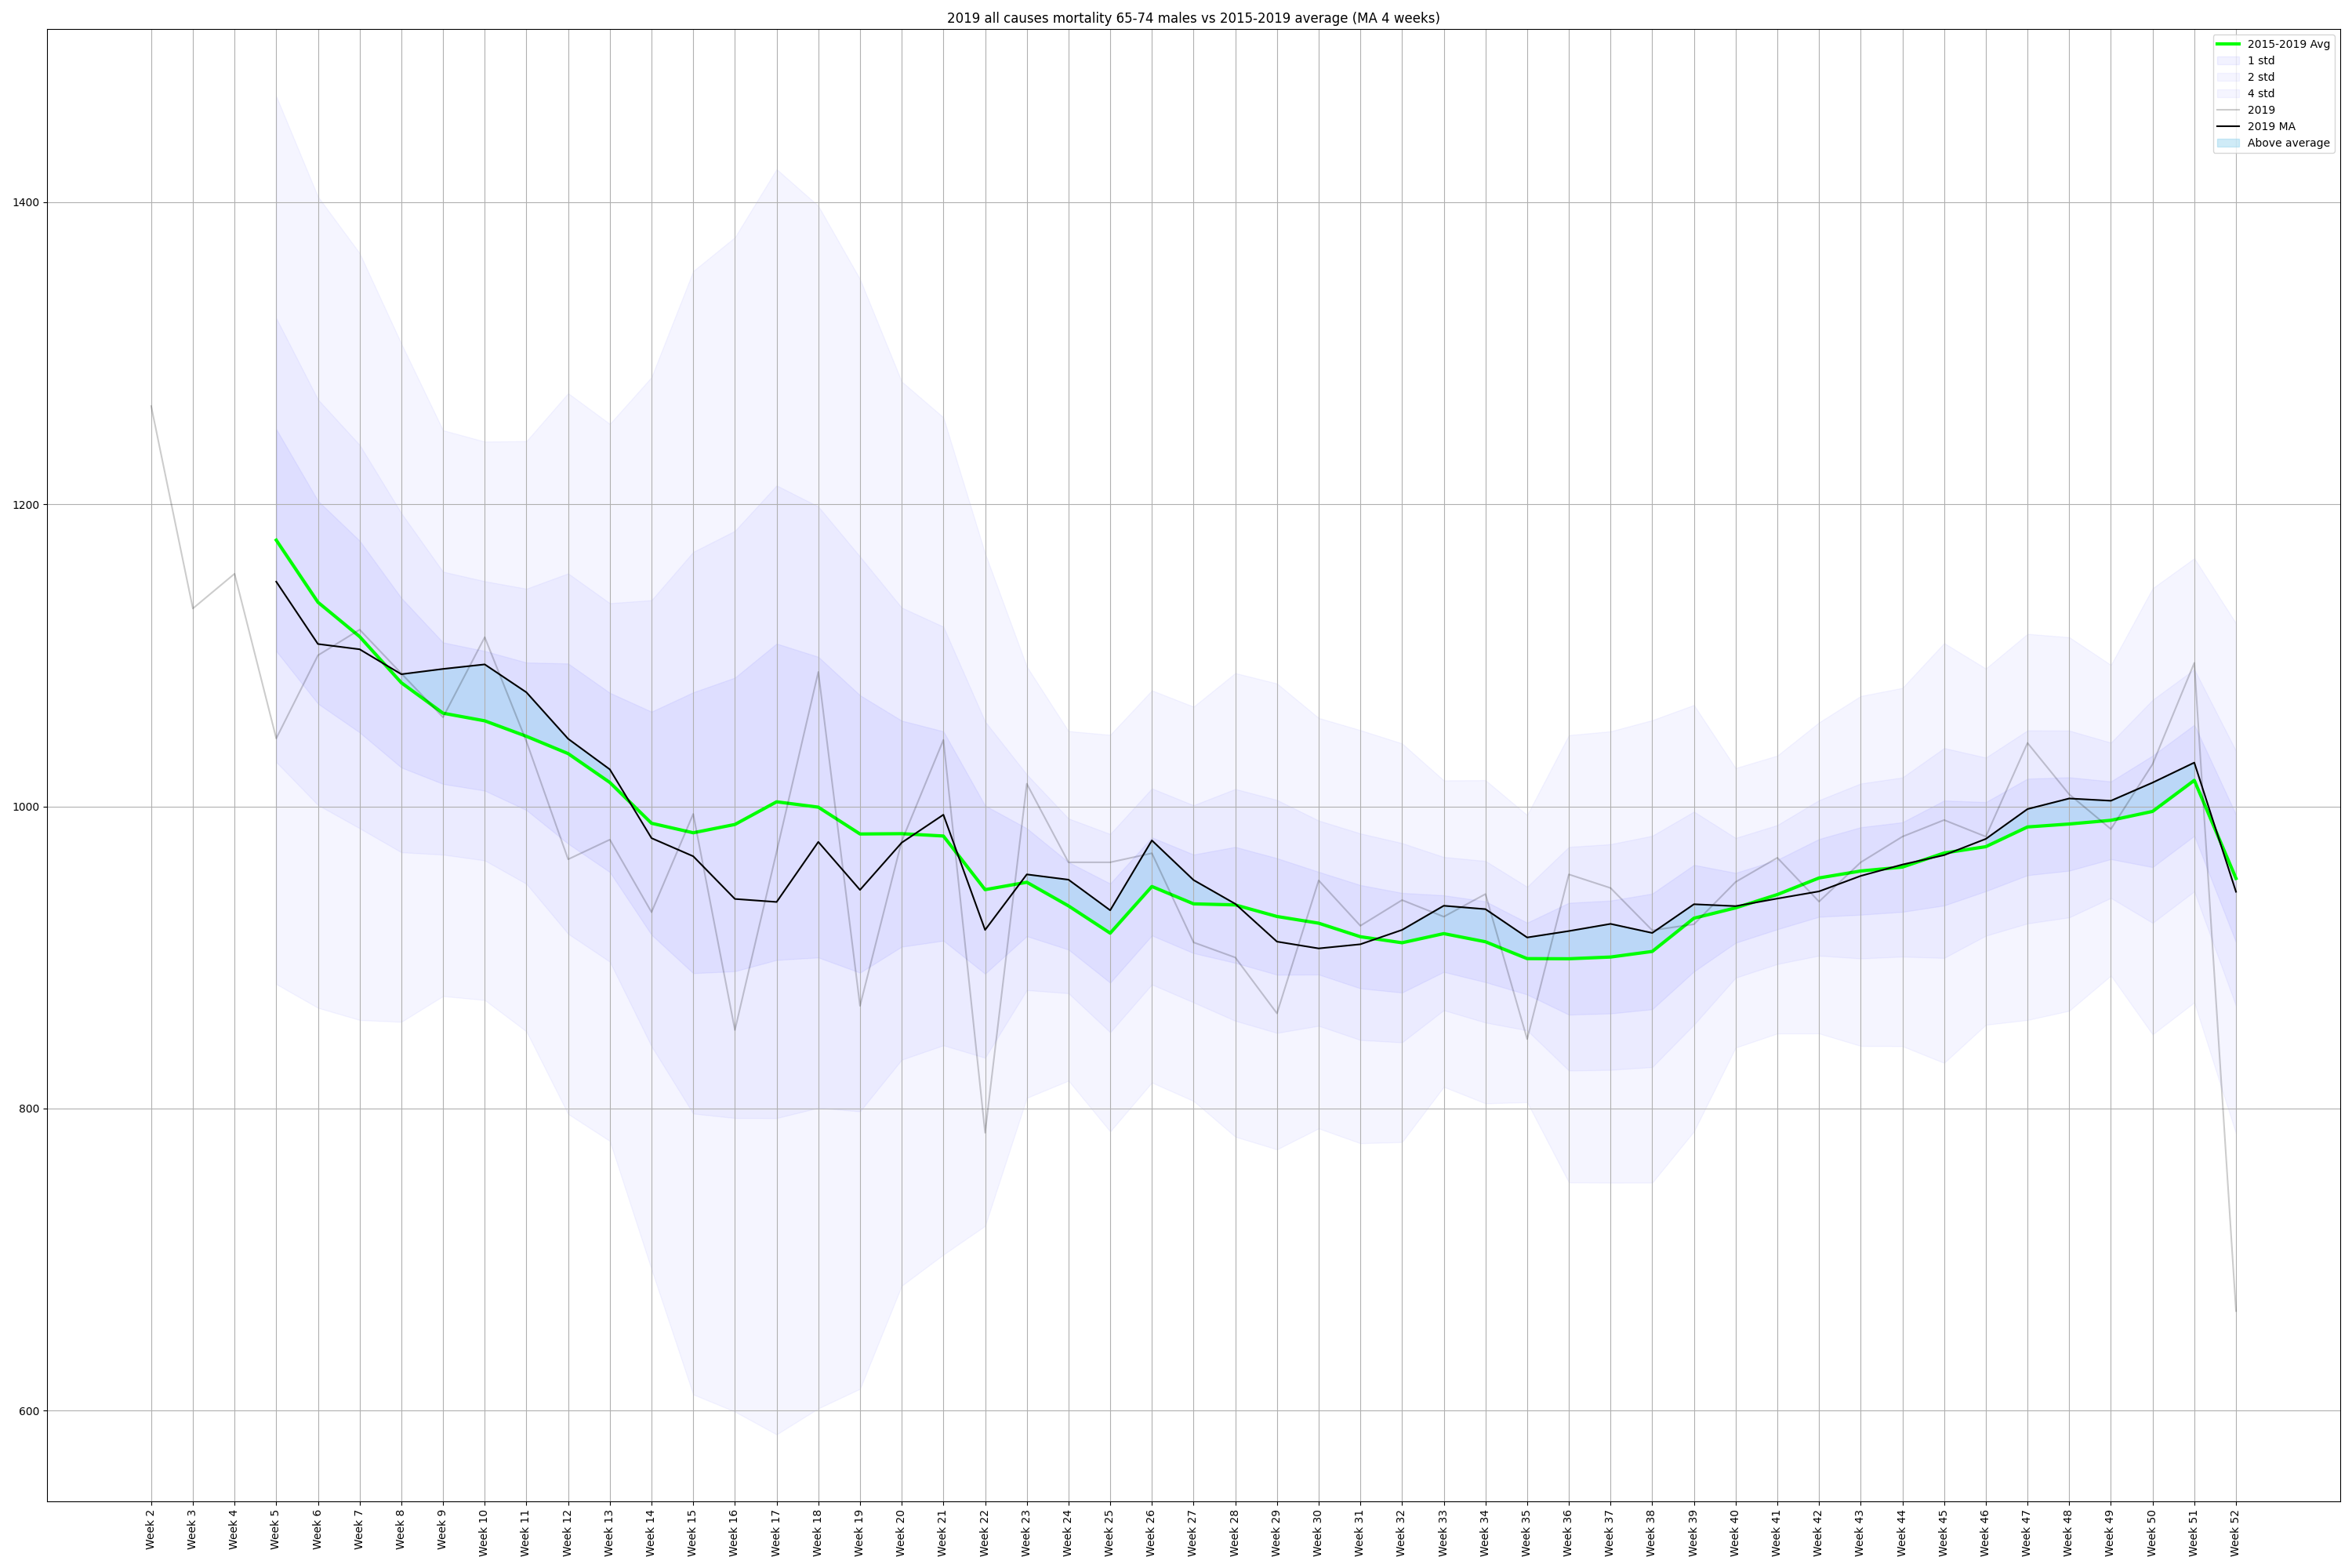 2019 all causes mortality 65-74 males vs 2015-2019 average (MA 4 weeks)
2015-2019 Avg
1 std
2 std
4 std
2019
2019 MA
Above average
1400
1200
1000
800
600
Week 2
Week 3
Week 4
Week 5
Week 6
Week 7
Week 8
Week 9
Week 10
Week 11
Week 12
Week 13
Week 14
Week 15
Week 16
Week 17
Week 18
Week 19
Week 20
Week 21
Week 22
Week 23
Week 24
Week 25
Week 26
Week 27
Week 28
Week 29
Week 30
Week 31
Week 32
Week 33
Week 34
Week 35
Week 36
Week 37
Week 38
Week 39
Week 40
Week 41
Week 42
Week 43
Week 44
Week 45
Week 46
Week 47
Week 48
Week 49
Week 50
Week 51
Week 52